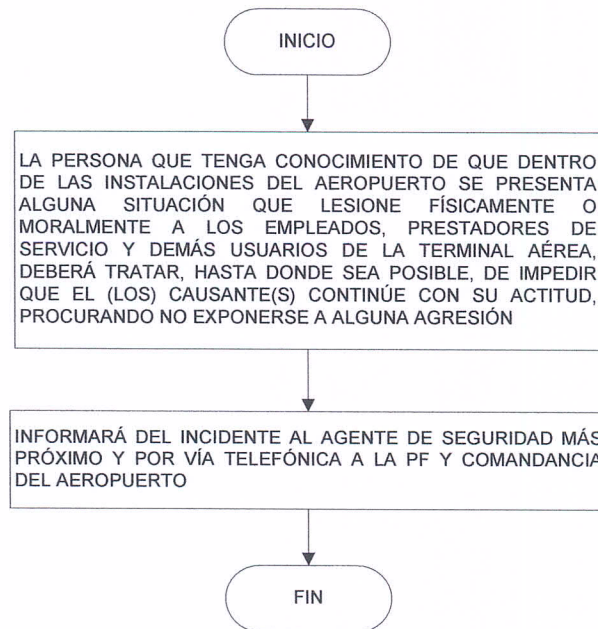 INICIO
LA PERSONA QUE TENGA CONOCIMIENTO DE QUE DENTRO
DE LAS INSTALACIONES DEL AEROPUERTO SE PRESENTA
ALGUNA SITUACIÓN QUE LESIONE FÍSICAMENTE O
MORALMENTE A LOS EMPLEADOS, PRESTADORES DE
SERVICIO Y DEMÁS USUARIOS DE LA TERMINAL AÉREA,
DEBERÁ TRATAR, HASTA DONDE SEA POSIBLE, DE IMPEDIR
QUE EL (LOS) CAUSANTE(S) CONTINÚE CON SU ACTITUD,
PROCURANDO NO EXPONERSE A ALGUNA AGRESIÓN
INFORMARÁ DEL INCIDENTE AL AGENTE DE SEGURIDAD MÁS
PRÓXIMO Y POR VÍA TELEFÓNICA A LA PF Y COMANDANCIA
DEL AEROPUERTO
FIN